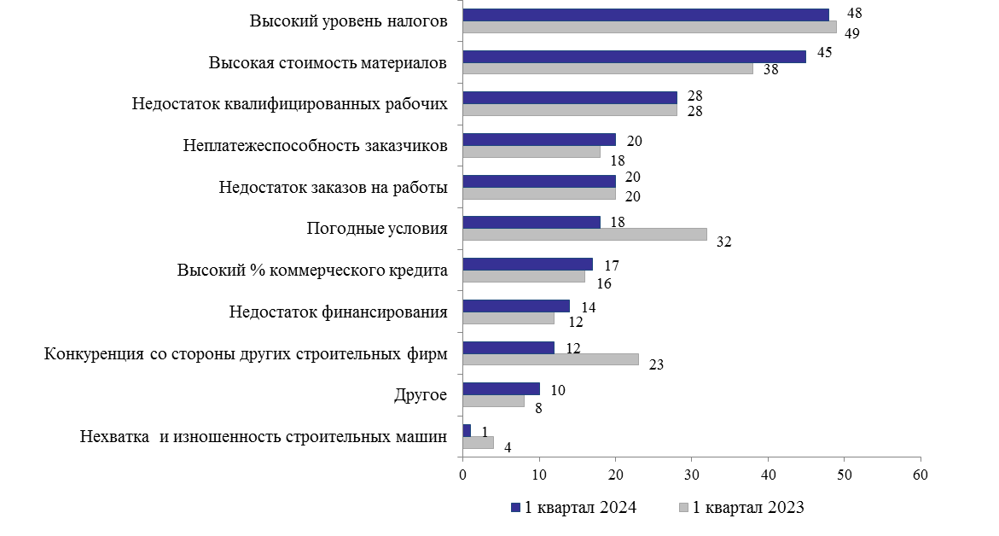 Высокий уровень налогов 48
49
Высокая стоимость материалов 45
38
Недостаток квалифицированных рабочих 28
28
Неплатежеспособность заказчиков 20
18
Недостаток заказов на работы 20
20
Погодные условия 18
32
Высокий % коммерческого кредита 17
16
Недостаток финансирования 14
12
Конкуренция со стороны других строительных фирм 12
23
Другое 10
8
Нехватка и изношенность строительных машин 1
4
0 10 20 30 40 50 60
1 квартал 2024 1 квартал 2023